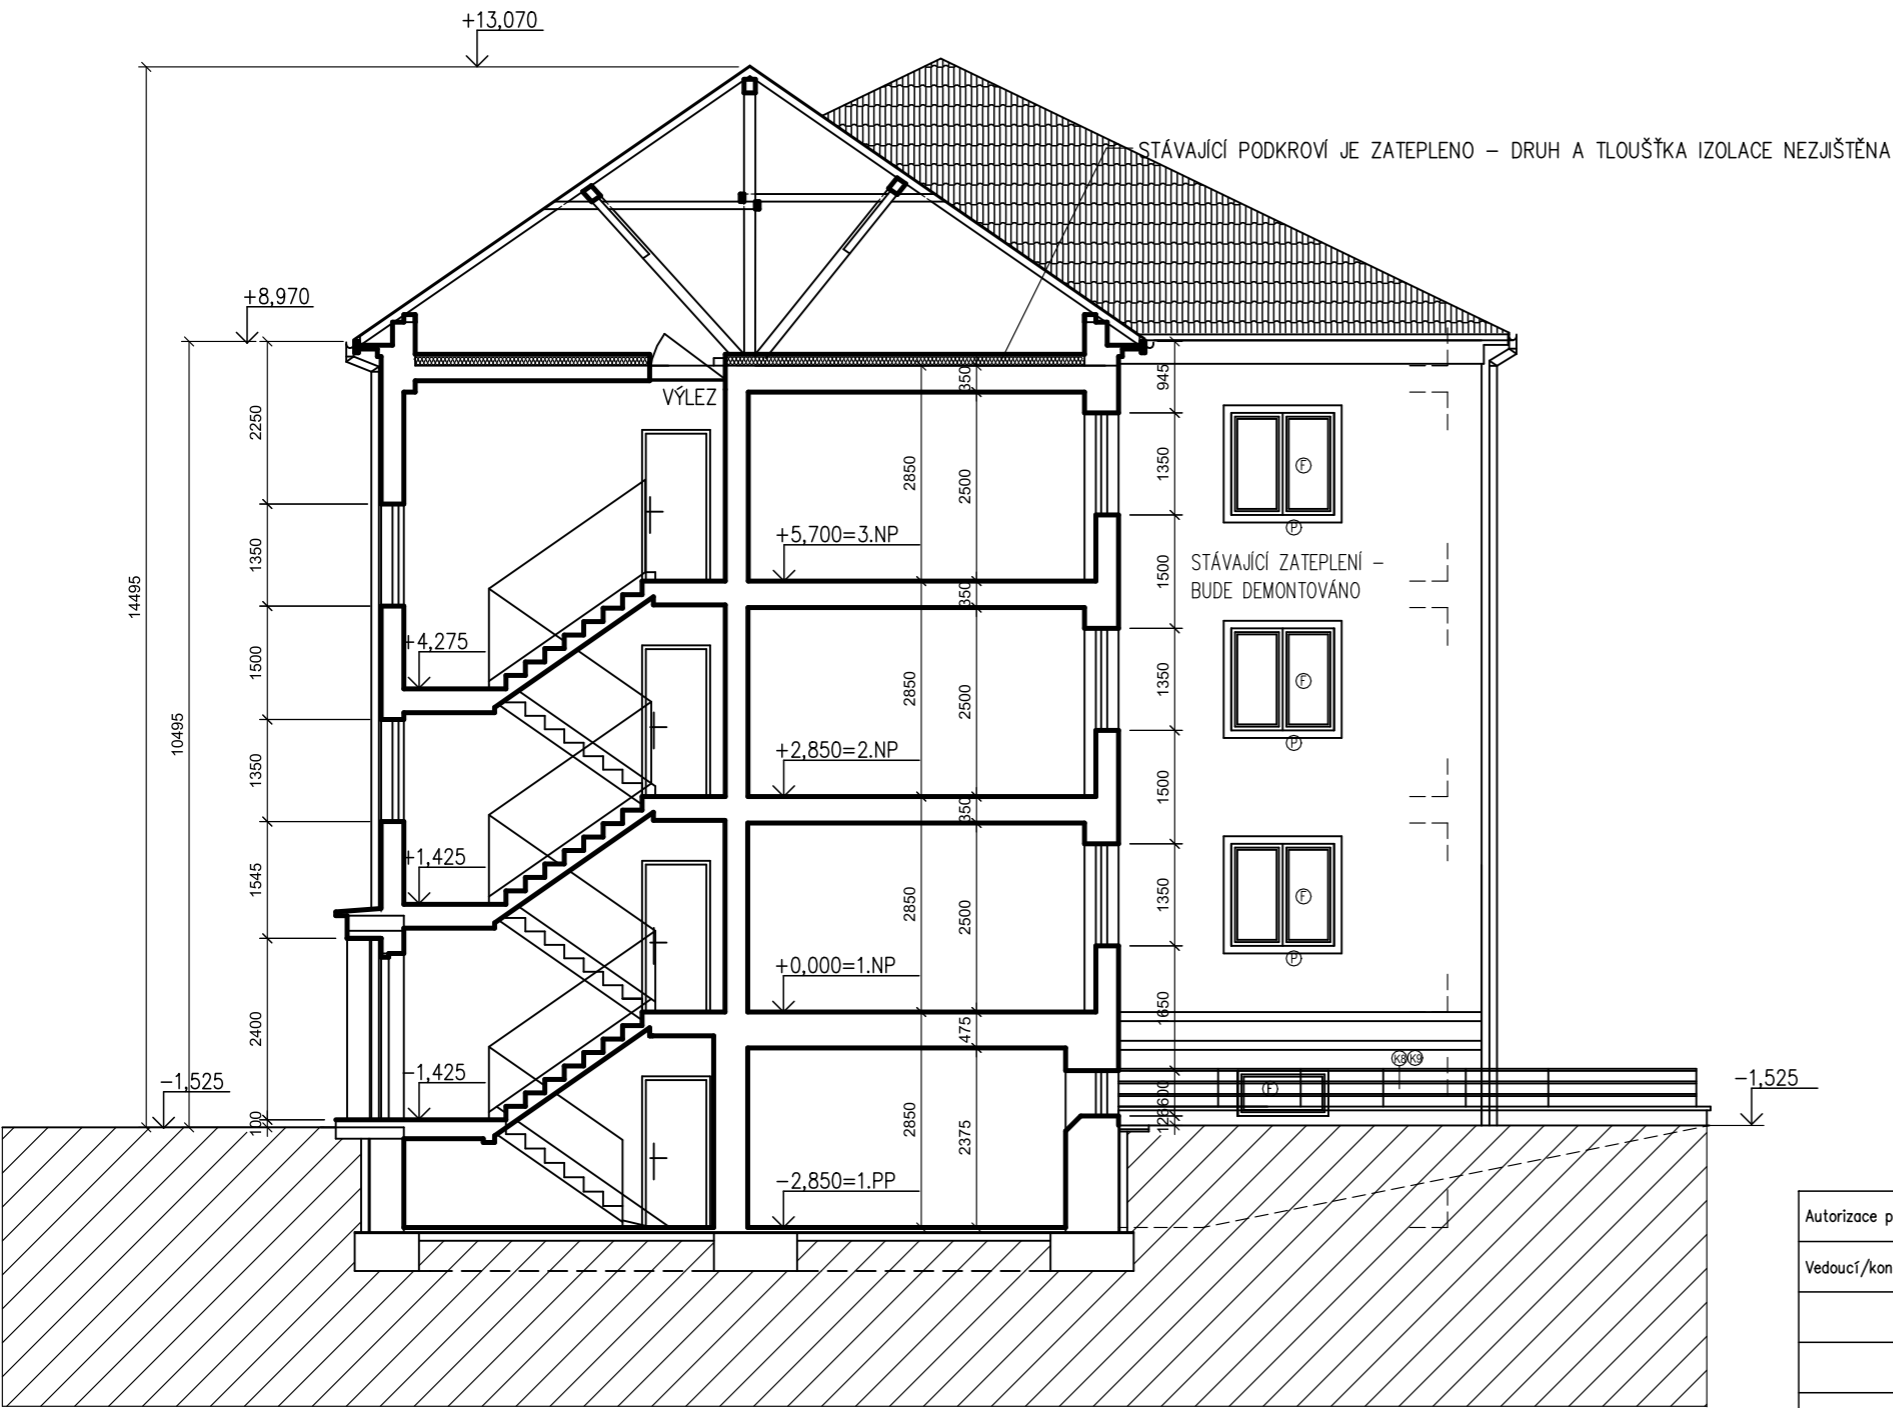 +13,070
STÁVAJÍCÍ PODKROVÍ JE ZATEPLENO – DRUH A TLOUŠŤKA IZOLACE NEZJIŠTĚNA
+8,970
VÝLEZ
350
945
2250
2850
2500
1350
F
P
+5,700=3.NP
STÁVAJÍCÍ ZATEPLENÍ –
BUDE DEMONTOVÁNO
1350
14495
350
1500
+4,275
1500
2850
2500
1350
F
P
10495
+2,850=2.NP
1350
350
1500
+1,425
1545
2850
2500
1350
F
P
+0,000=1.NP
2400
475
1650
K8 K9
-1,425
-1,525
F
-1,525
100
2850
2375
600
-2,850=1.PP
Autorizace p
Vedoucí/kon